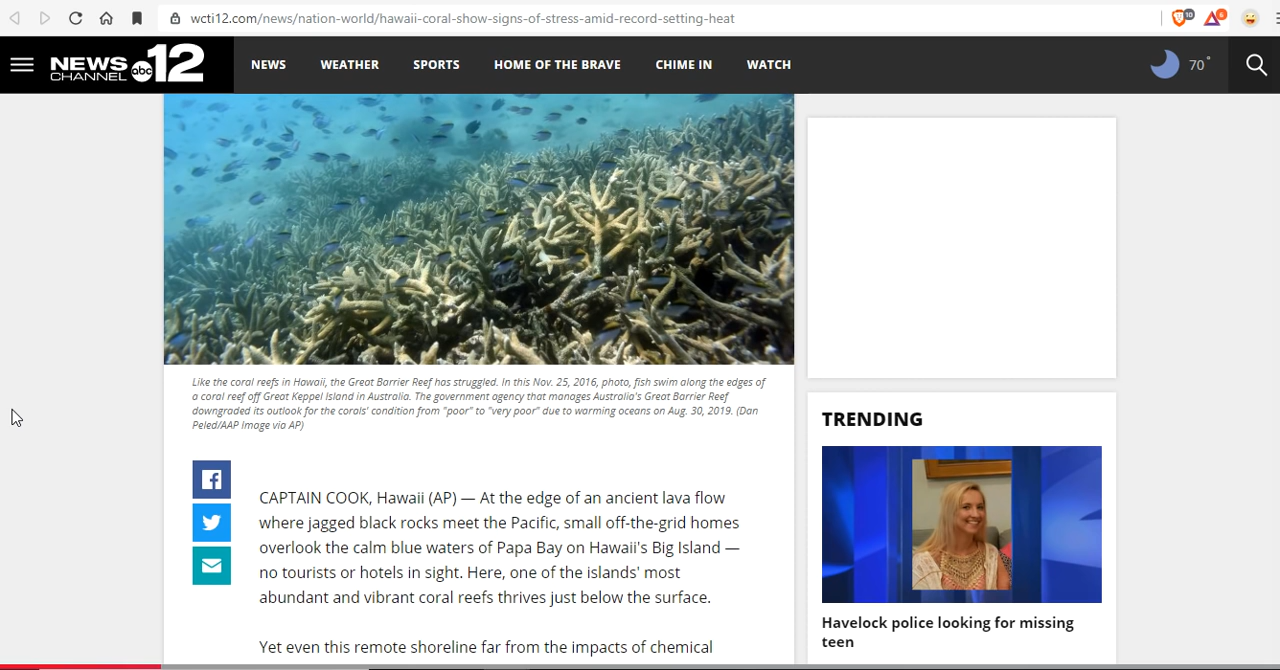 wcti12.com/news/nation-world/hawaii-coral-show-signs-of-stress-amid-record-setting-heat
10
6
NEWS
CHANNEL abc 12
NEWS
WEATHER
SPORTS
HOME OF THE BRAVE
CHIME IN
WATCH
70°
Like the coral reefs in Hawaii, the Great Barrier Reef has struggled. In this Nov. 25, 2016, photo, fish swim along the edges of
a coral reef off Great Keppel Island in Australia. The government agency that manages Australia's Great Barrier Reef
downgraded its outlook for the corals' condition from "poor" to "very poor" due to warming oceans on Aug. 30, 2019. (Dan
Peled/AAP Image via AP)
CAPTAIN COOK, Hawaii (AP) — At the edge of an ancient lava flow
where jagged black rocks meet the Pacific, small off-the-grid homes
overlook the calm blue waters of Papa Bay on Hawaii's Big Island —
no tourists or hotels in sight. Here, one of the islands' most
abundant and vibrant coral reefs thrives just below the surface.
Yet even this remote shoreline far from the impacts of chemical
TRENDING
Havelock police looking for missing
teen